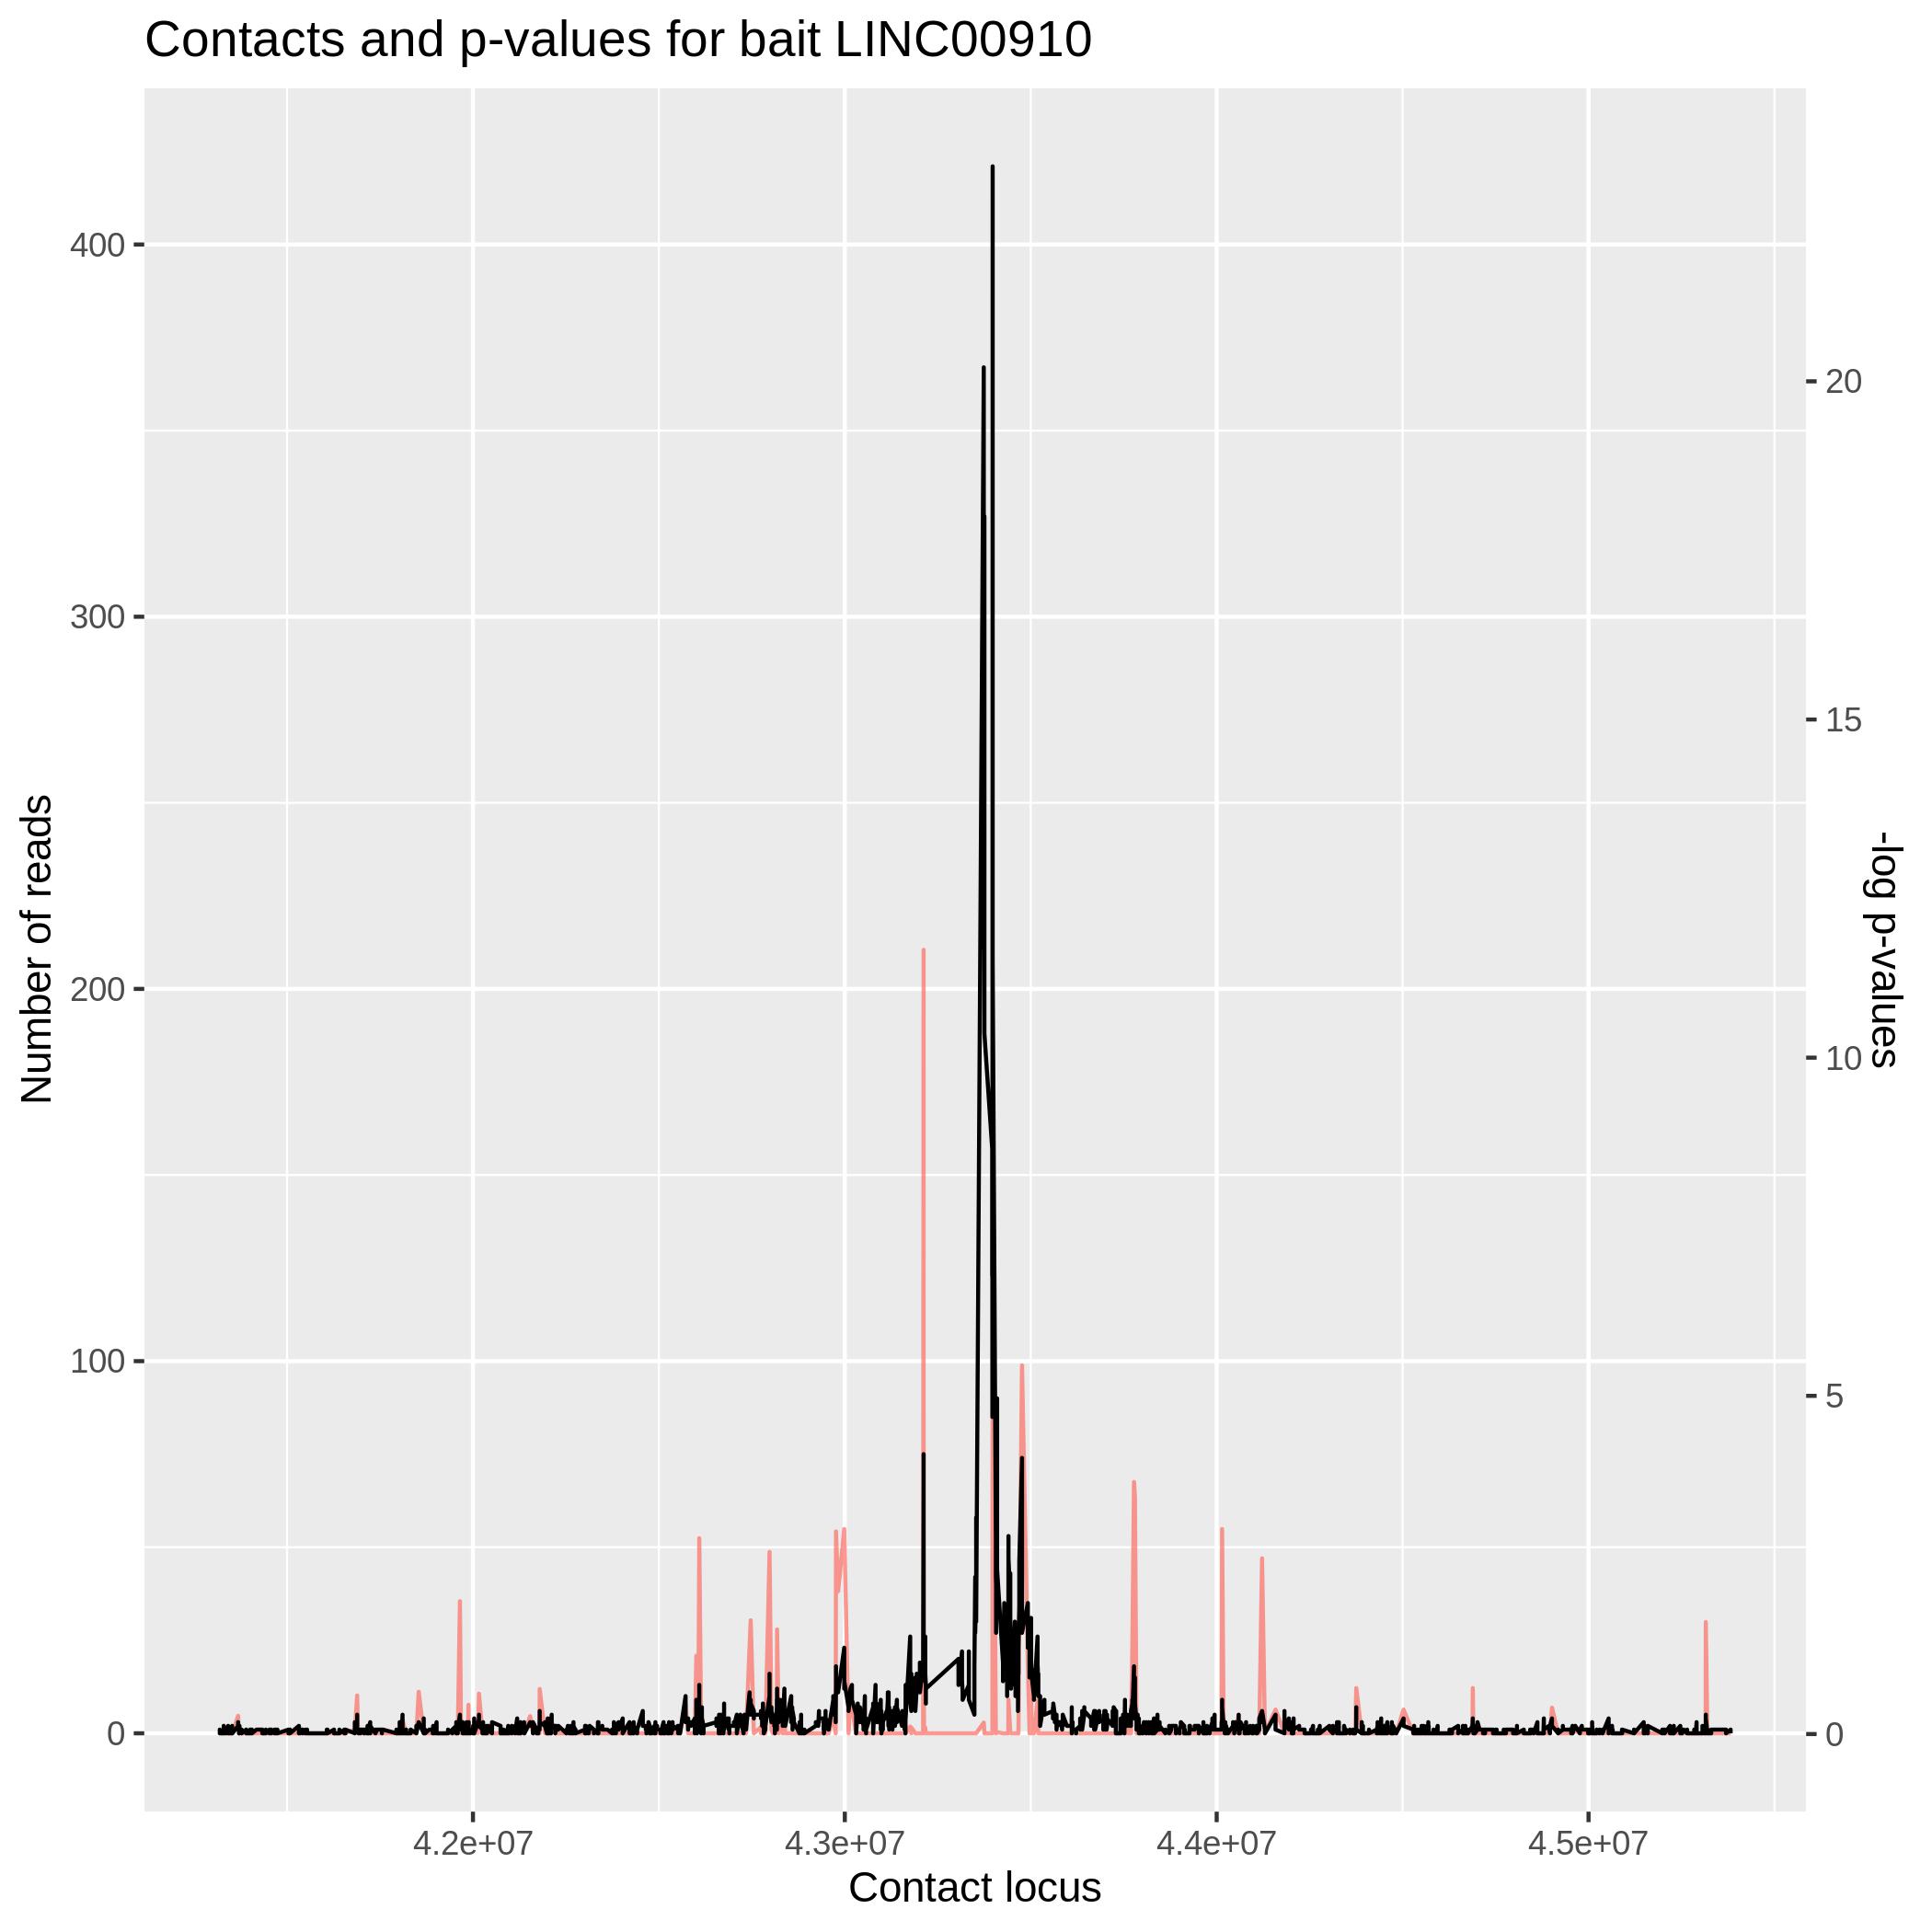 Contacts and p-values for bait LINC00910
400
300
200
100
0
Number of reads
20
15
10
5
0
-log p-values
4.2e+07
4.3e+07
4.4e+07
4.5e+07
Contact locus